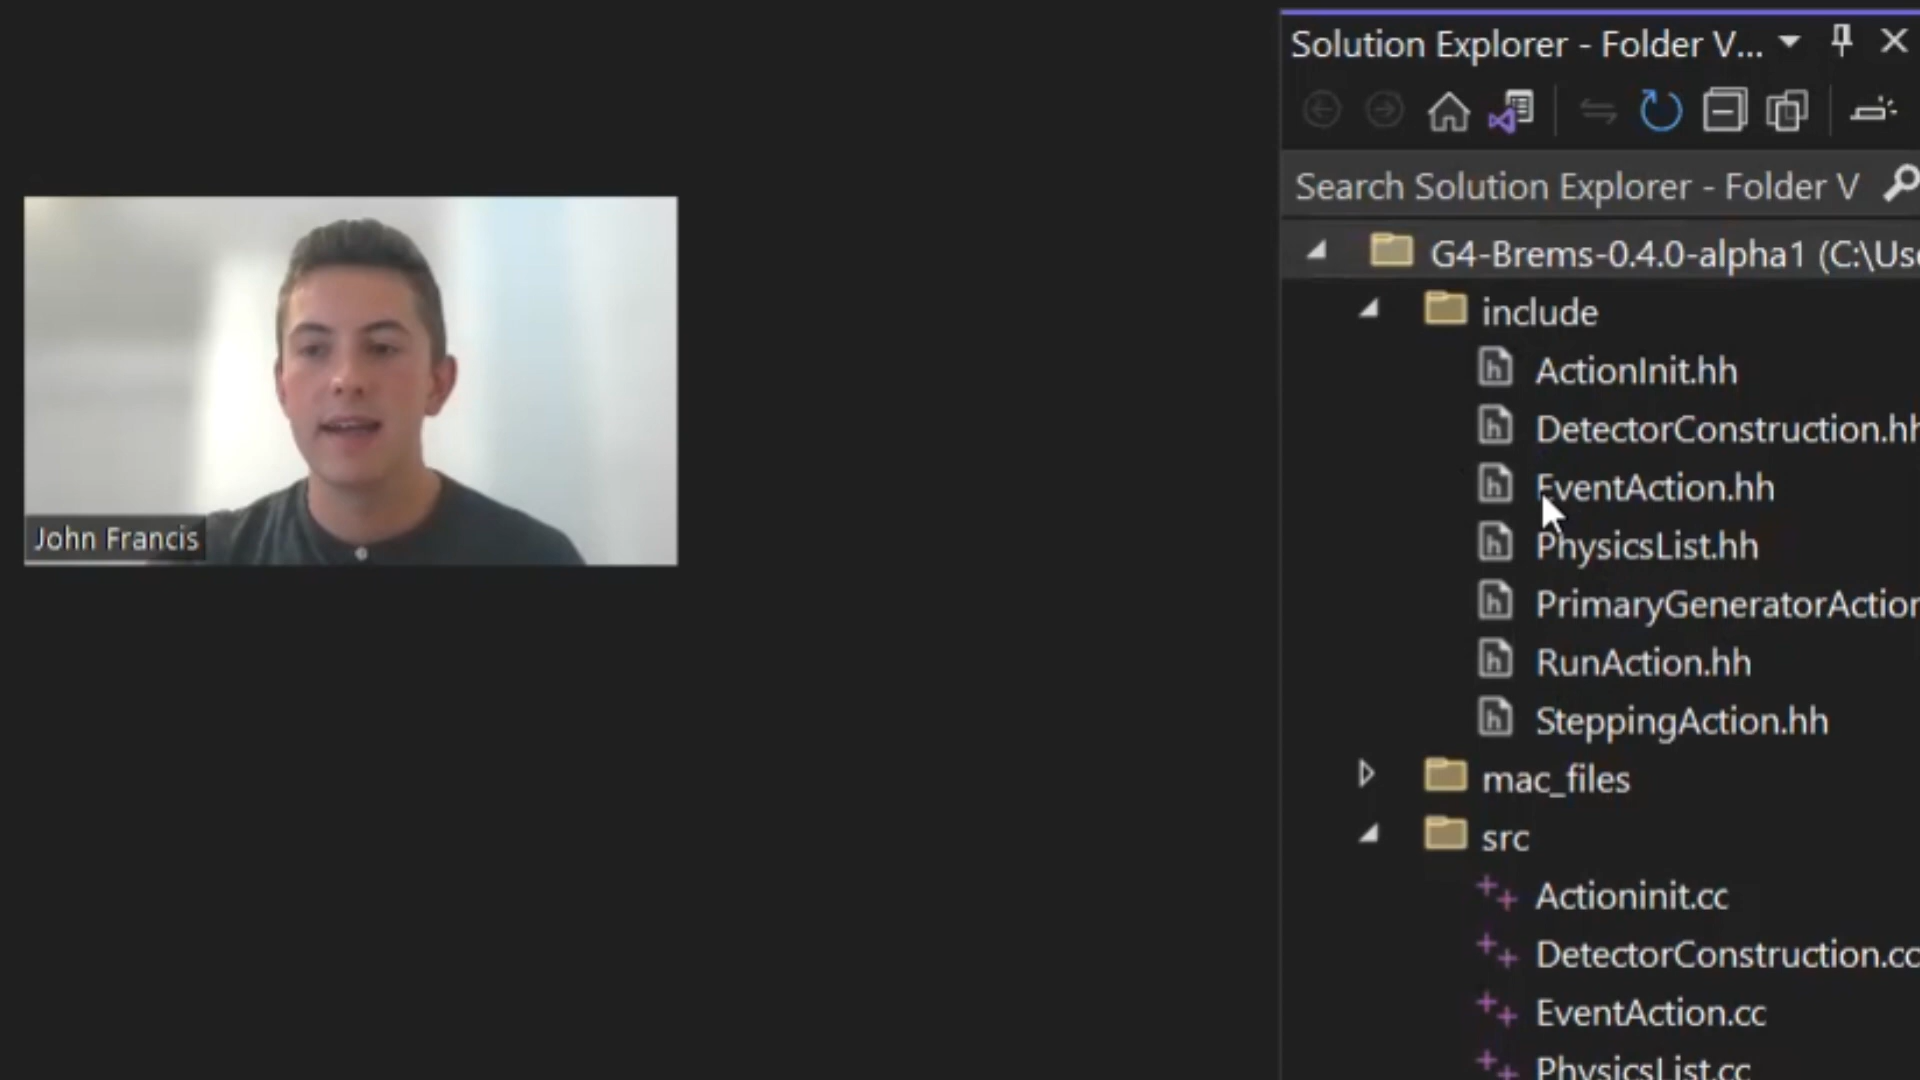 John Francis
Solution Explorer - Folder V...
Search Solution Explorer - Folder V
G4-Brems-0.4.0-alpha1 (C:\Use
include
ActionInit.hh
DetectorConstruction.hh
EventAction.hh
PhysicsList.hh
PrimaryGeneratorAction
RunAction.hh
SteppingAction.hh
mac_files
src
Actioninit.cc
DetectorConstruction.cc
EventAction.cc
PhysicsList.cc